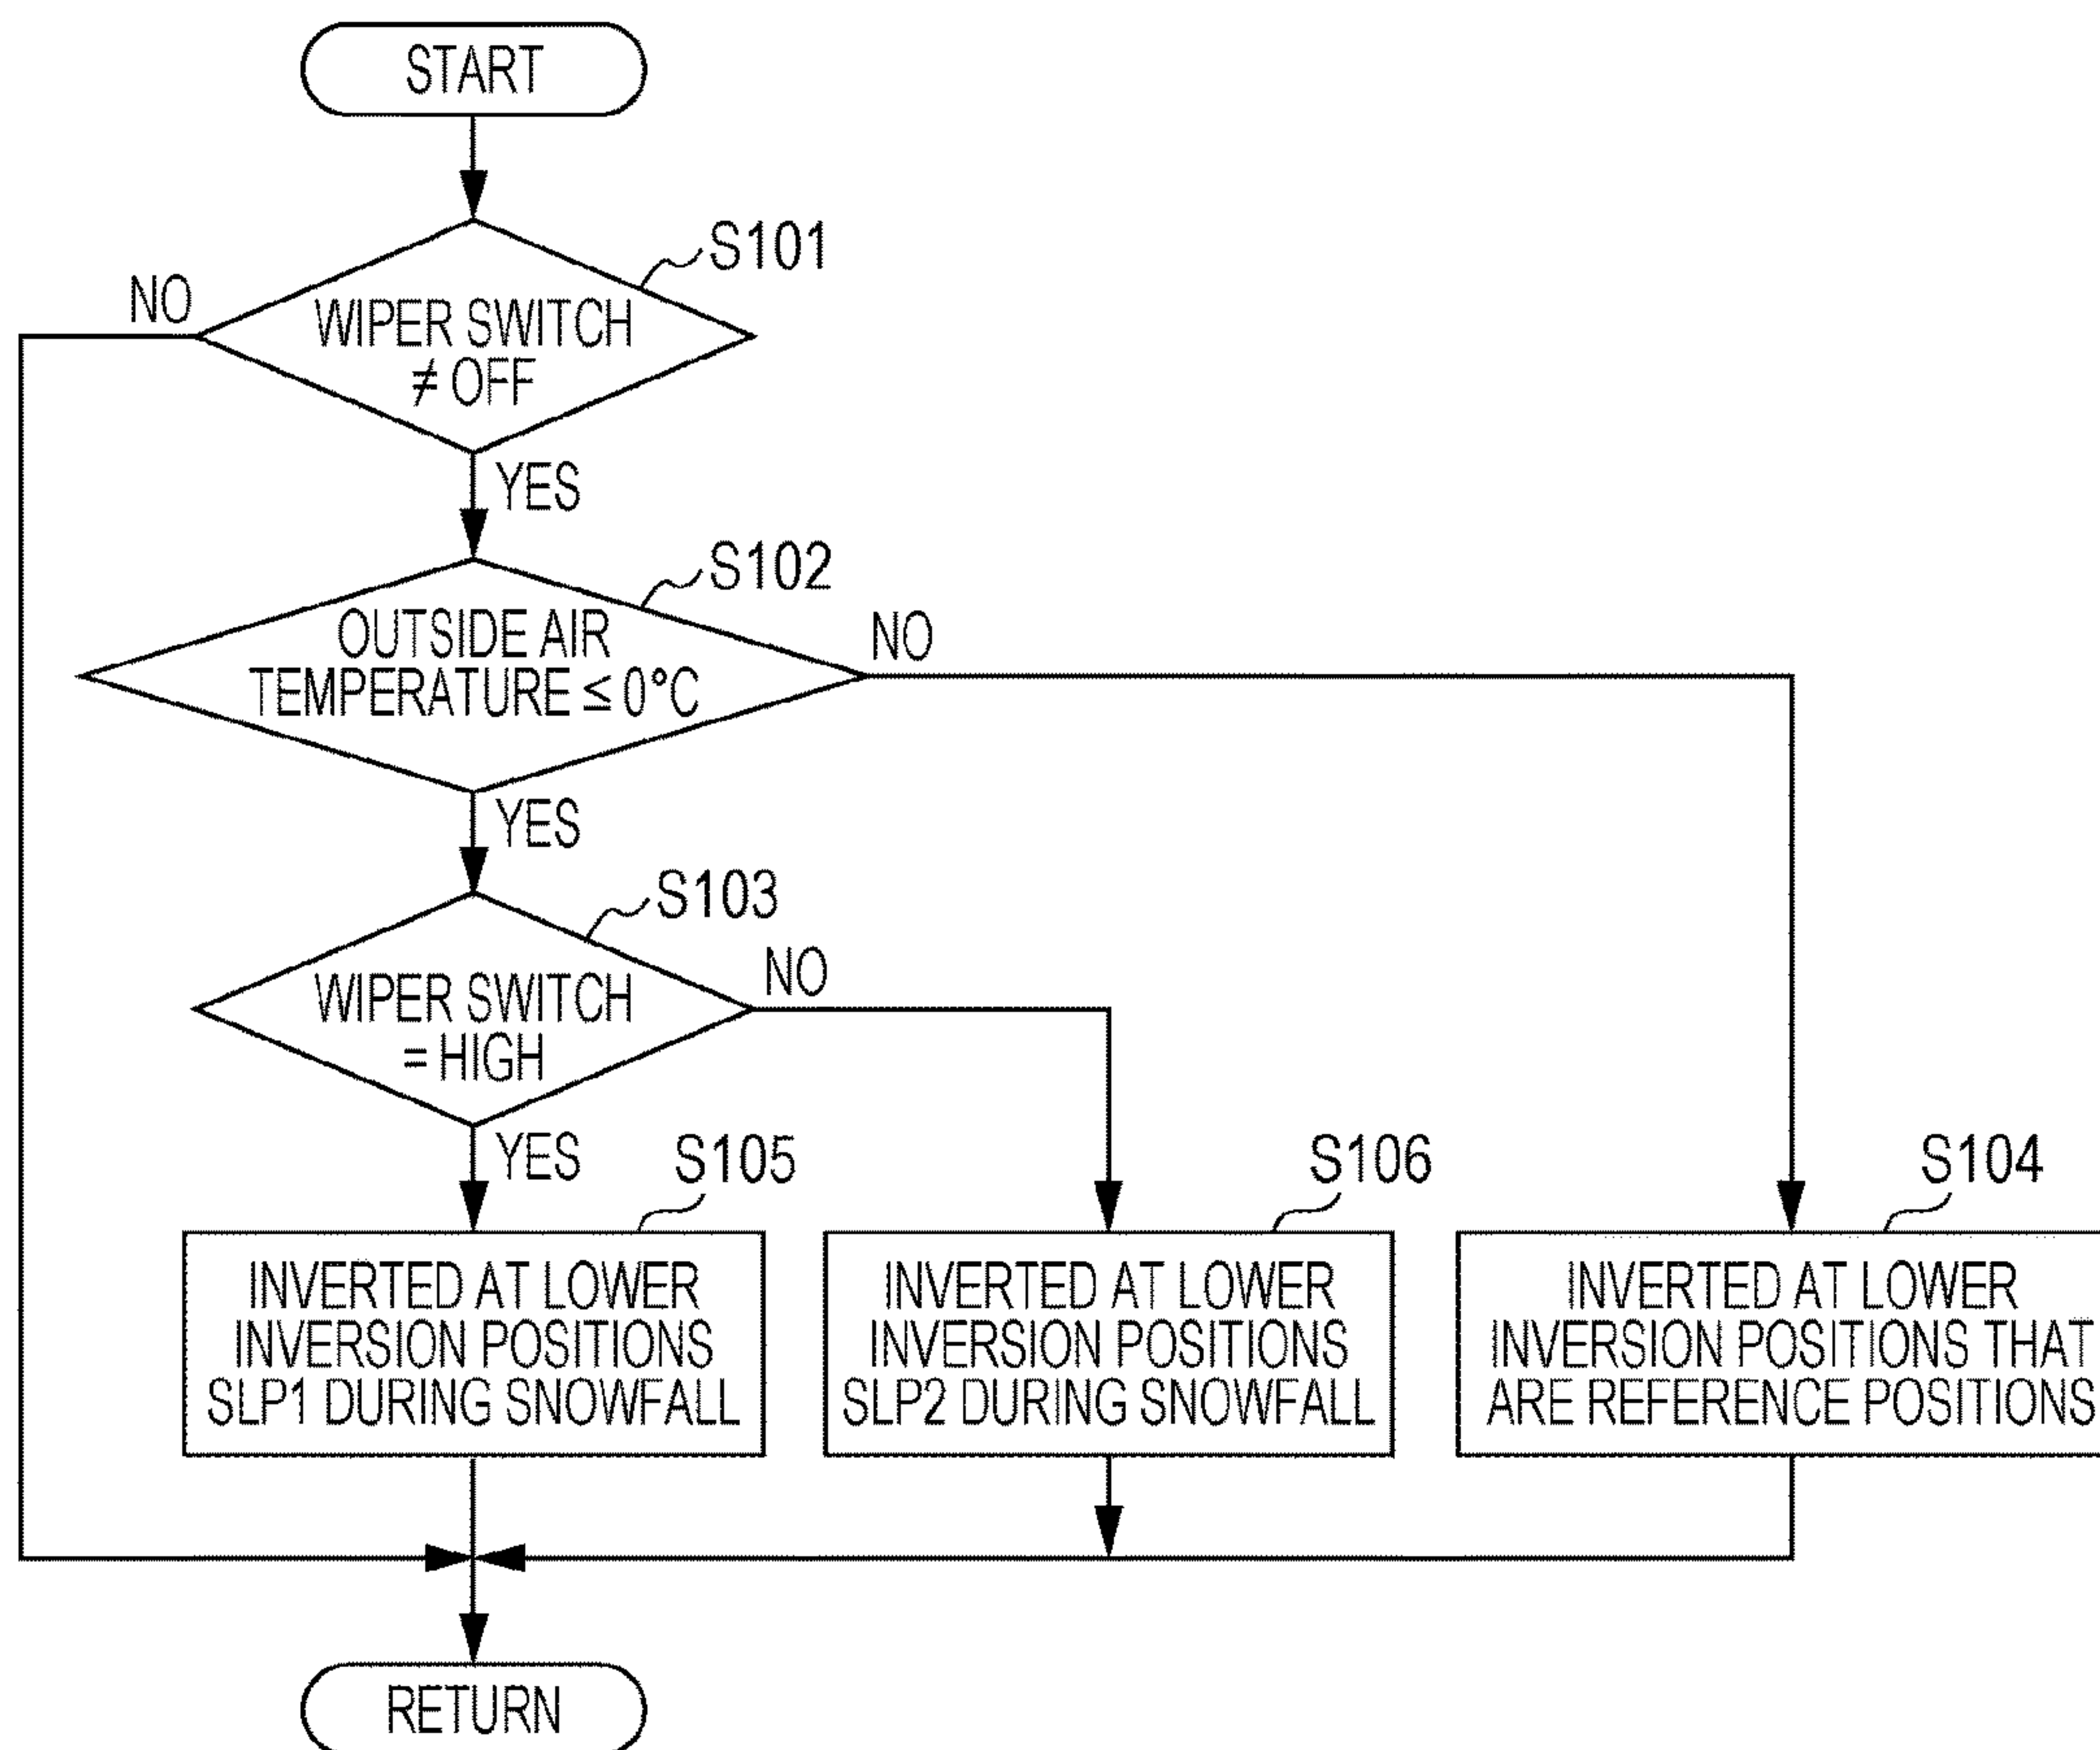 START
S101
NO
WIPER SWITCH
≠ OFF
YES
S102
OUTSIDE AIR
TEMPERATURE ≤ 0°C
NO
YES
S103
WIPER SWITCH
= HIGH
NO
YES
S105
INVERTED AT LOWER
INVERSION POSITIONS
SLP1 DURING SNOWFALL
S106
INVERTED AT LOWER
INVERSION POSITIONS
SLP2 DURING SNOWFALL
S104
INVERTED AT LOWER
INVERSION POSITIONS THAT
ARE REFERENCE POSITIONS
RETURN